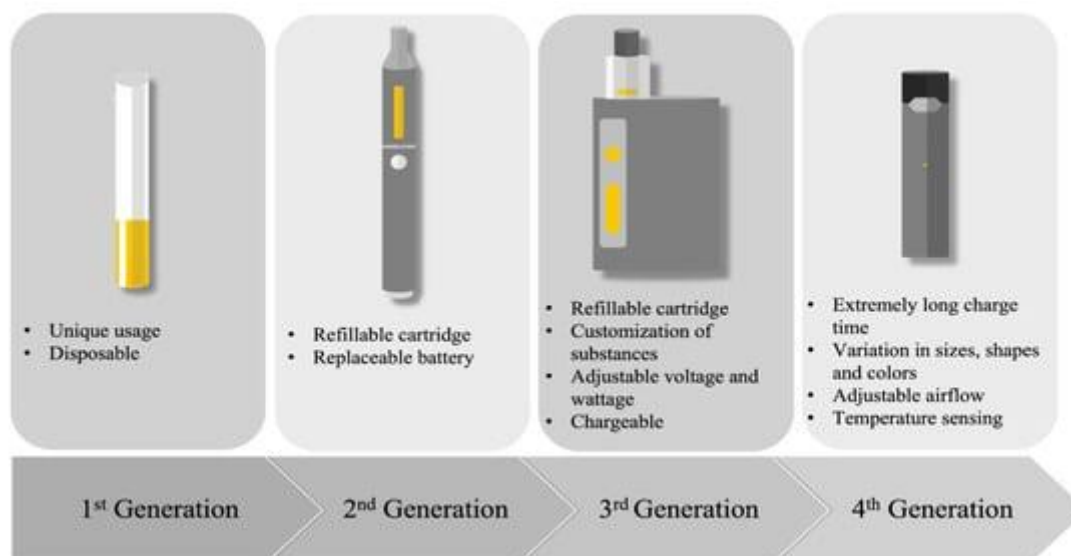 • Unique usage
• Disposable
• Refillable cartridge
• Replaceable battery
• Refillable cartridge
• Customization of
substances
• Adjustable voltage and
wattage
• Chargeable
• Extremely long charge
time
• Variation in sizes, shapes
and colors
• Adjustable airflow
• Temperature sensing
1st Generation
2nd Generation
3rd Generation
4th Generation